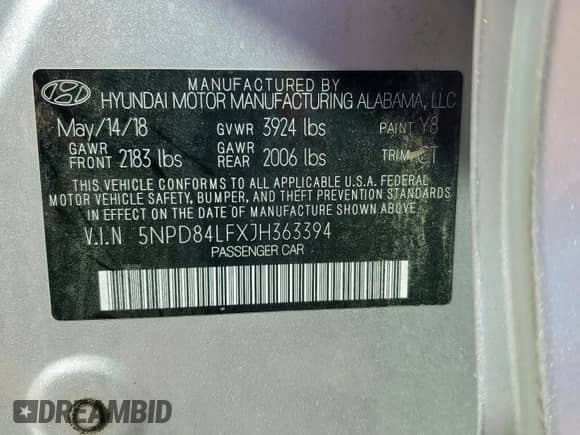 MANUFACTURED BY
HYUNDAI MOTOR MANUFACTURING ALABAMA, LLC
May/14/18 GVWR 3924 lbs PAINT Y8
GAWR FRONT 2183 lbs GAWR REAR 2006 lbs TRIM
THIS VEHICLE CONFORMS TO ALL APPLICABLE U.S.A. FEDERAL
MOTOR VEHICLE SAFETY, BUMPER, AND THEFT PREVENTION STANDARDS
IN EFFECT ON THE DATE OF MANUFACTURE SHOWN ABOVE.
V.I.N 5NPD84LFXJH363394
PASSENGER CAR
DREAMBID